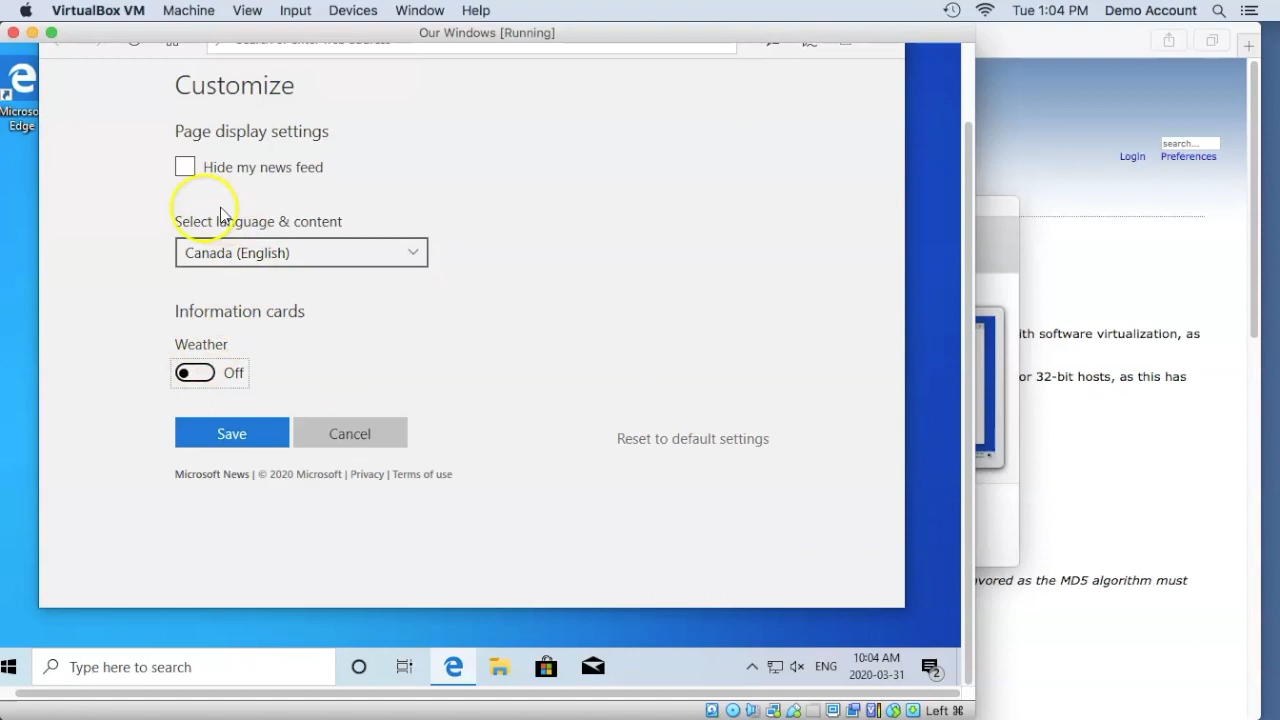 VirtualBox VM Machine View Input Devices Window Help Tue 1:04 PM Demo Account
Our Windows [Running]
Microso
Edge
Customize
Page display settings
Hide my news feed
Select language & content
Canada (English)
Information cards
Weather
Off
Save Cancel
Reset to default settings
Microsoft News | © 2020 Microsoft | Privacy | Terms of use
search...
Login Preferences
ith software virtualization, as
or 32-bit hosts, as this has
avored as the MD5 algorithm must
Type here to search
ENG
10:04 AM
2020-03-31
2
Left ⌘